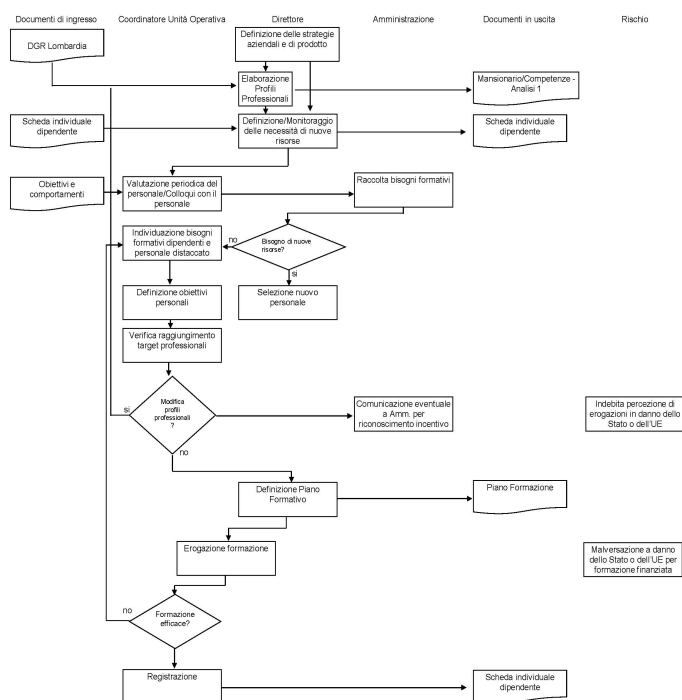 Documenti di ingresso
Coordinatore Unità Operativa
Direttore
Amministrazione
Documenti in uscita
Rischio
DGR Lombardia
Definizione delle strategie
aziendali e di prodotto
Elaborazione
Profili
Professionali
Mansionario/Competenze -
Analisi 1
Scheda individuale
dipendente
Definizione/Monitoraggio
delle necessità di nuove
risorse
Scheda individuale
dipendente
Obiettivi e
comportamenti
Valutazione periodica del
personale/Colloqui con il
personale
Raccolta bisogni formativi
Individuazione bisogni
formativi dipendenti e
personale distaccato
no
Bisogno di nuove
risorse?
si
Definizione obiettivi
personali
Selezione nuovo
personale
Verifica raggiungimento
target professionali
si
Modifica
profili
professionali
?
no
Comunicazione eventuale
a Amm. per
riconoscimento incentivo
Indebita percezione di
erogazioni in danno dello
Stato o dell'UE
Definizione Piano
Formativo
Piano Formazione
Erogazione formazione
Malversazione a danno
dello Stato o dell'UE per
formazione finanziata
no
Formazione
efficace?
Registrazione
Scheda individuale
dipendente